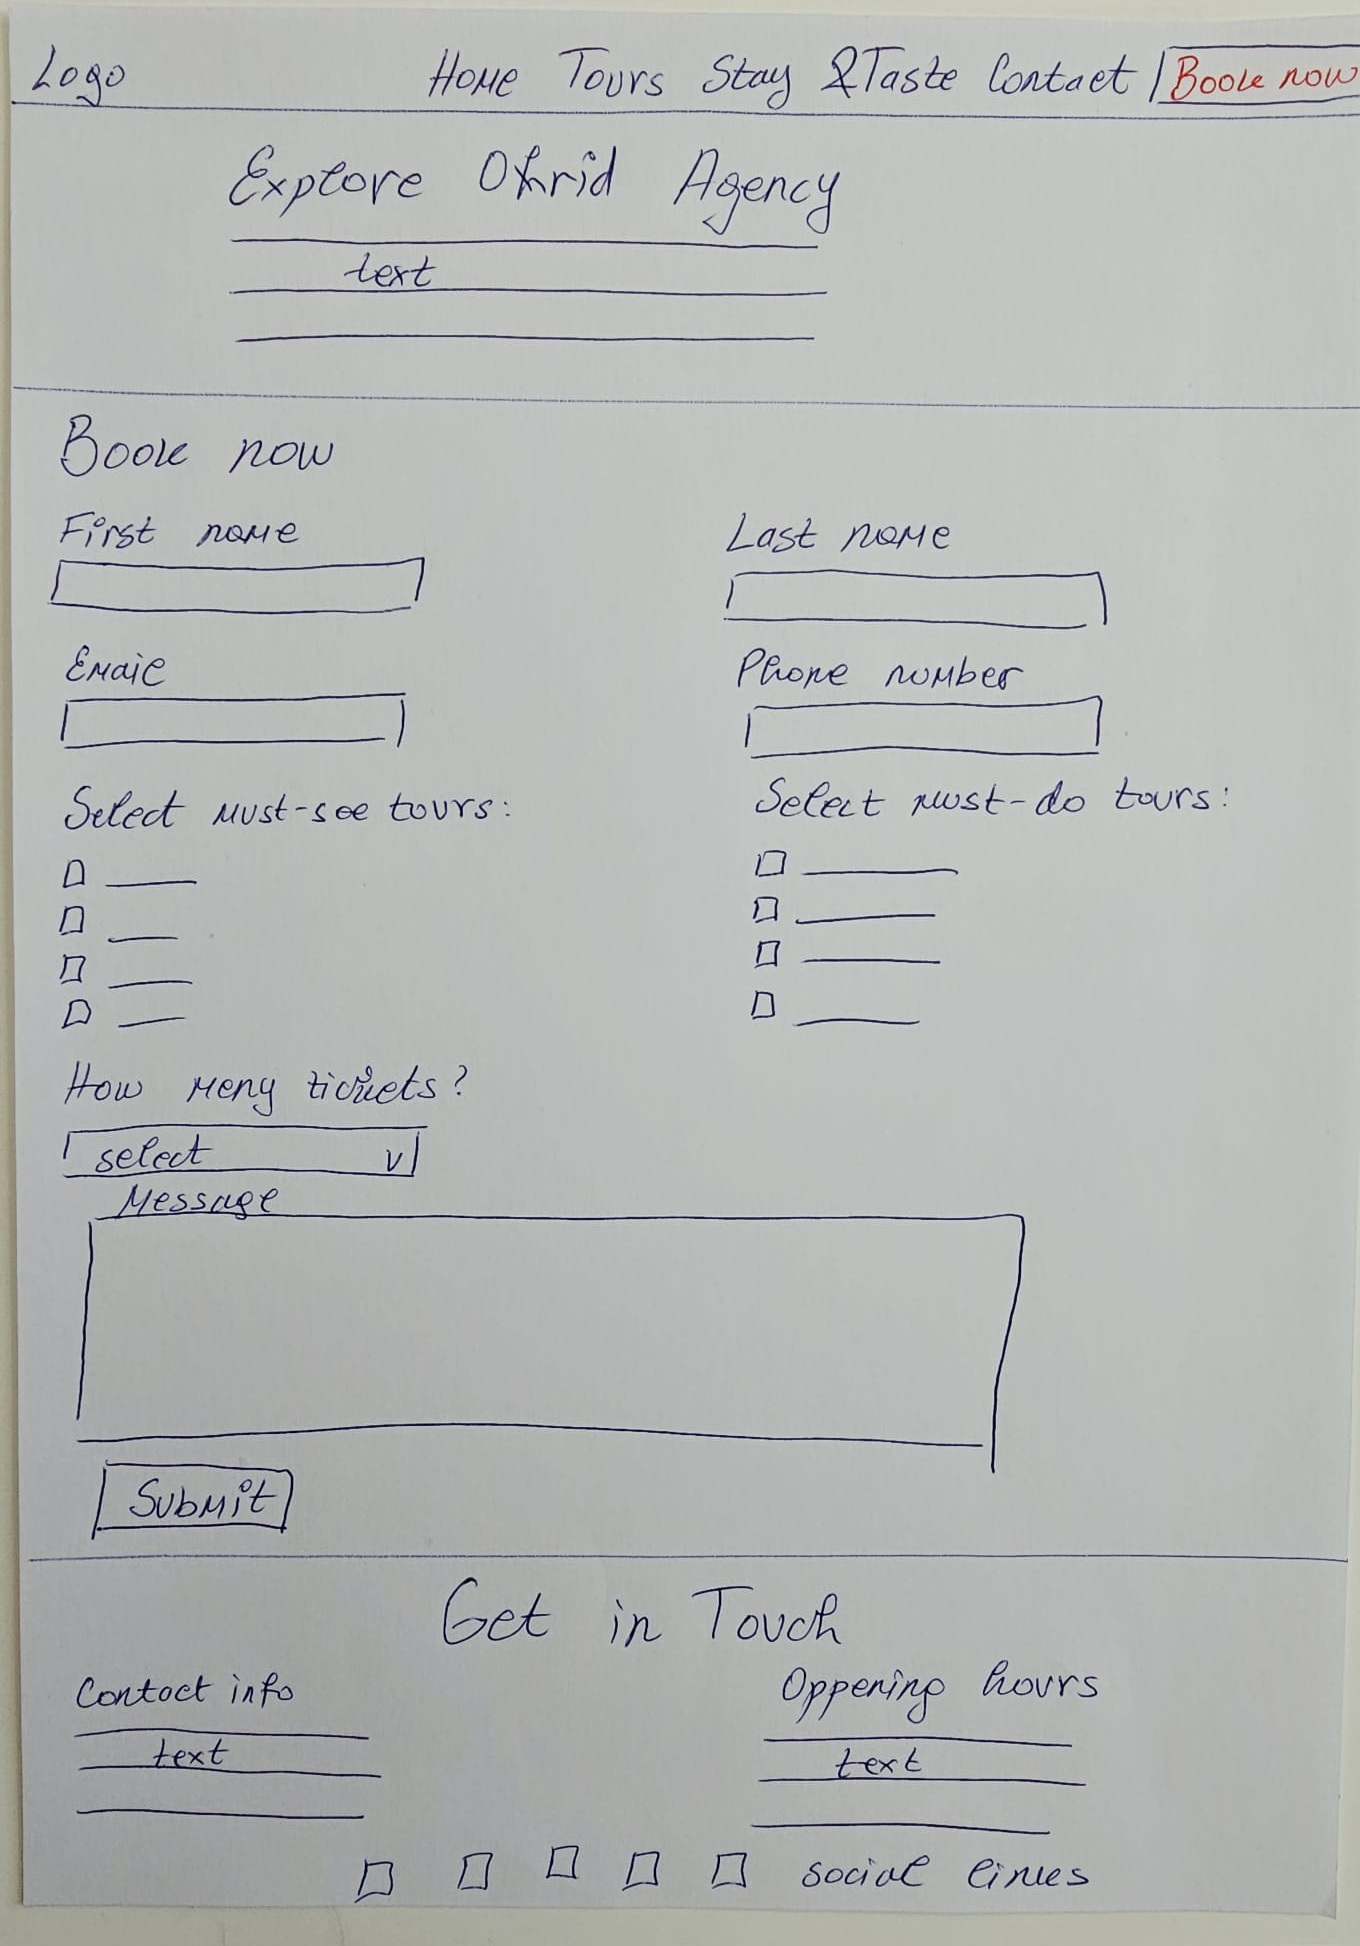 Logo Home Tours Stay &Taste Contact | Book now
Explore Ohrid Agency
text
Book now
First name Last name
Email Phone number
Select must-see tours: Select must-do tours:
How meny tickets?
select v
Message
Submit
Get in Touch
Contact info Oppening hours
text text
social links